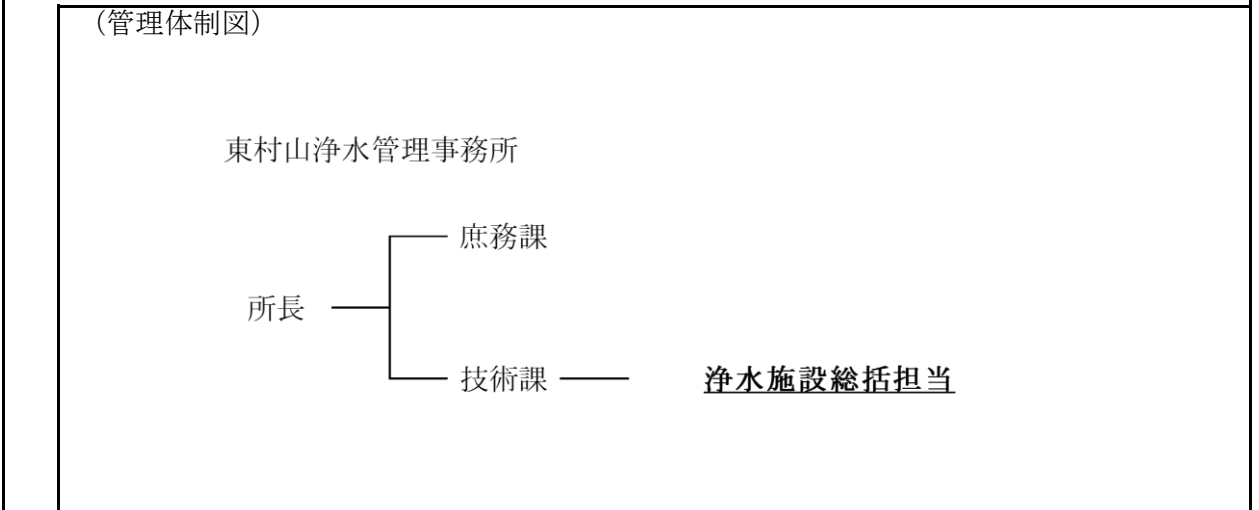 （管理体制図）
東村山浄水管理事務所
庶務課
所長
技術課 浄水施設総括担当